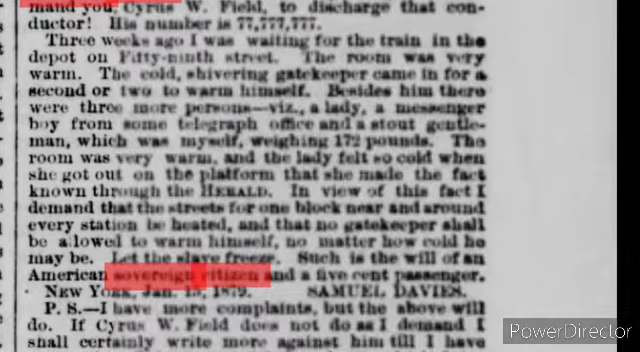 mand you, Cyrus W. Field, to discharge that con-
ductor! His number is 77,777,777.
Three weeks ago I was waiting for the train in the
depot on Fifty-ninth street. The room was very
warm. The cold, shivering gatekeeper came in for a
second or two to warm himself. Besides him there
were three more persons—viz., a lady, a messenger
boy from some telegraph office and a stout gentle-
man, which was myself, weighing 172 pounds. The
room was very warm, and the lady felt so cold when
she got out on the platform that she made the fact
known through the HERALD. In view of this fact I
demand that the streets for one block near and around
every station be heated, and that no gatekeeper shall
be allowed to warm himself, no matter how cold he
may be. Let the slave freeze. Such is the will of an
American sovereign citizen and a five cent passenger.
NEW YORK, Jan. 15, 1879. SAMUEL DAVIES.
P. S.—I have more complaints, but the above will
do. If Cyrus W. Field does not do as I demand I
shall certainly write more against him till I have
PowerDirector